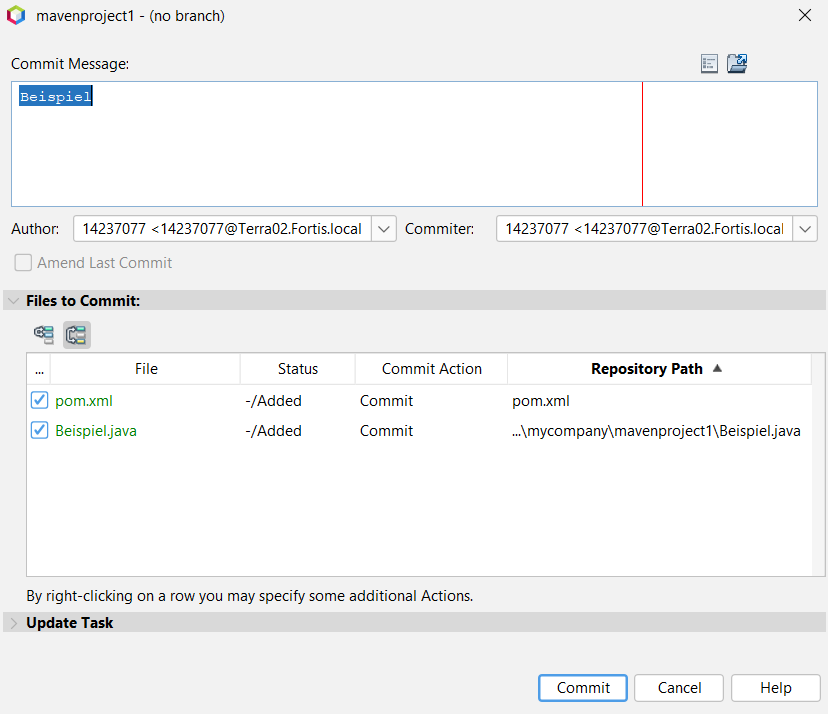 mavenproject1 - (no branch)
Commit Message:
Beispiel
Author: 14237077 <14237077@Terra02.Fortis.local Commiter: 14237077 <14237077@Terra02.Fortis.local
Amend Last Commit
Files to Commit:
... File Status Commit Action Repository Path
pom.xml -/Added Commit pom.xml
Beispiel.java -/Added Commit ...\mycompany\mavenproject1\Beispiel.java
By right-clicking on a row you may specify some additional Actions.
Update Task
Commit Cancel Help